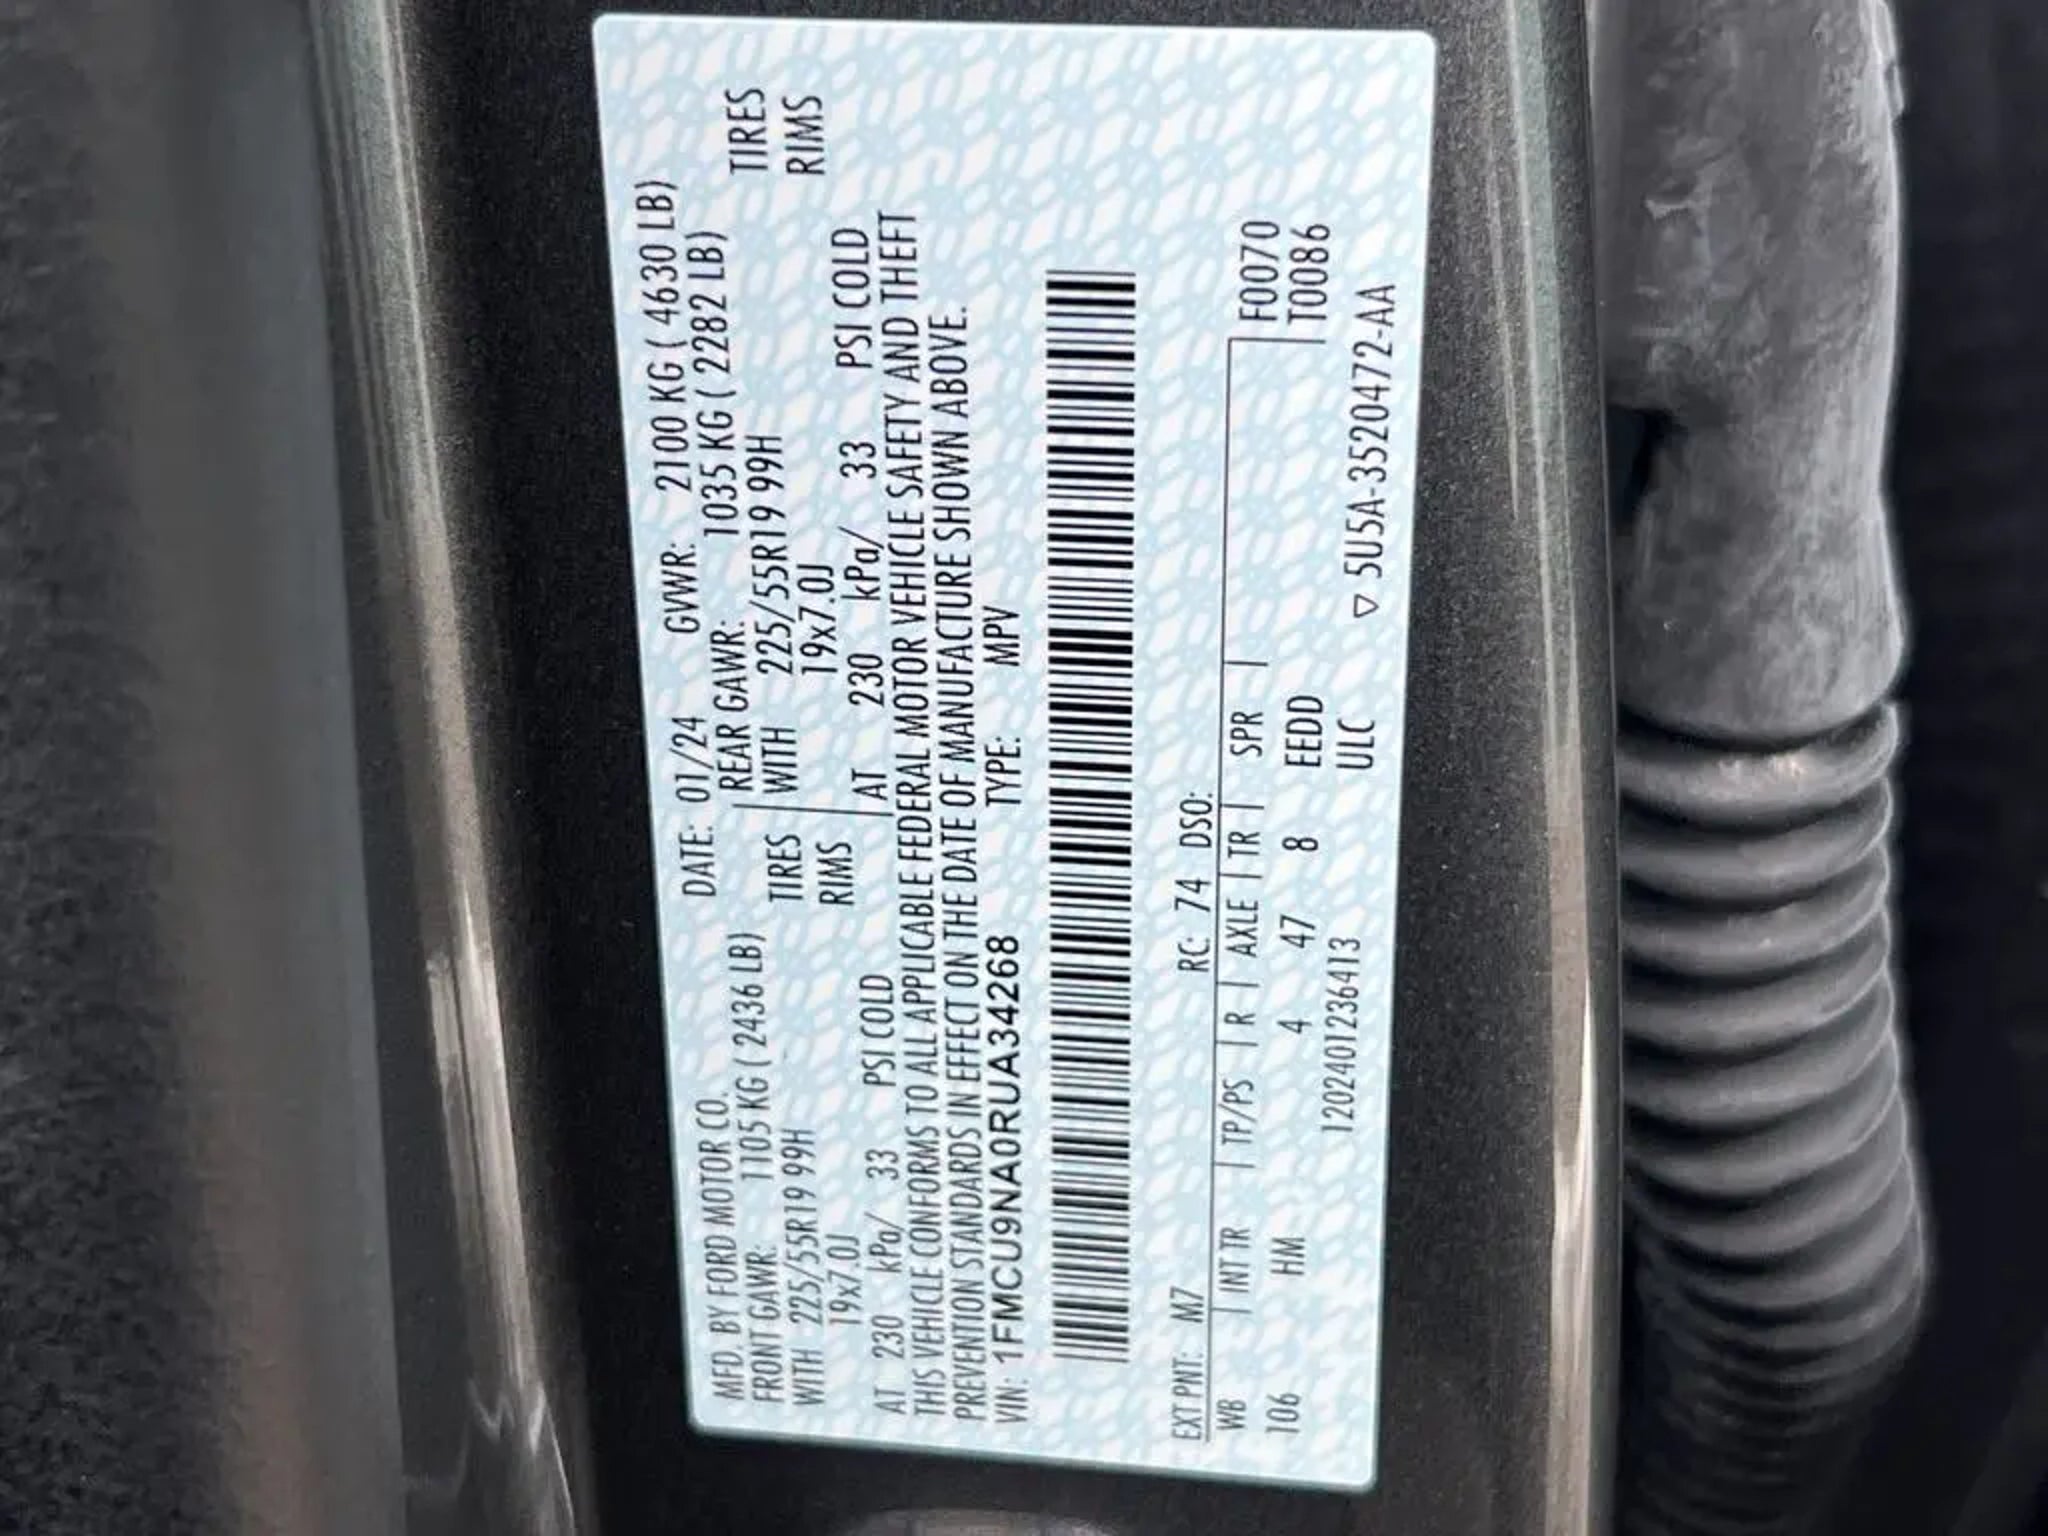 MFD. BY FORD MOTOR CO. DATE: 01/24 GVWR: 2100 KG ( 4630 LB)
FRONT GAWR: 1105 KG ( 2436 LB) REAR GAWR: 1035 KG ( 2282 LB)
WITH 225/55R19 99H TIRES WITH 225/55R19 99H TIRES
19x7.0J RIMS 19x7.0J RIMS
AT 230 kPa/ 33 PSI COLD AT 230 kPa/ 33 PSI COLD
THIS VEHICLE CONFORMS TO ALL APPLICABLE FEDERAL MOTOR VEHICLE SAFETY AND THEFT
PREVENTION STANDARDS IN EFFECT ON THE DATE OF MANUFACTURE SHOWN ABOVE.
VIN: 1FMCU9NA0RUA34268 TYPE: MPV
EXT PNT: M7 RC: 74 DSO:
WB INT TR TP/PS R AXLE TR SPR F0070
106 HM 4 47 8 EEDD T0086
1202401236413 ULC
▽ 5U5A-3520472-AA